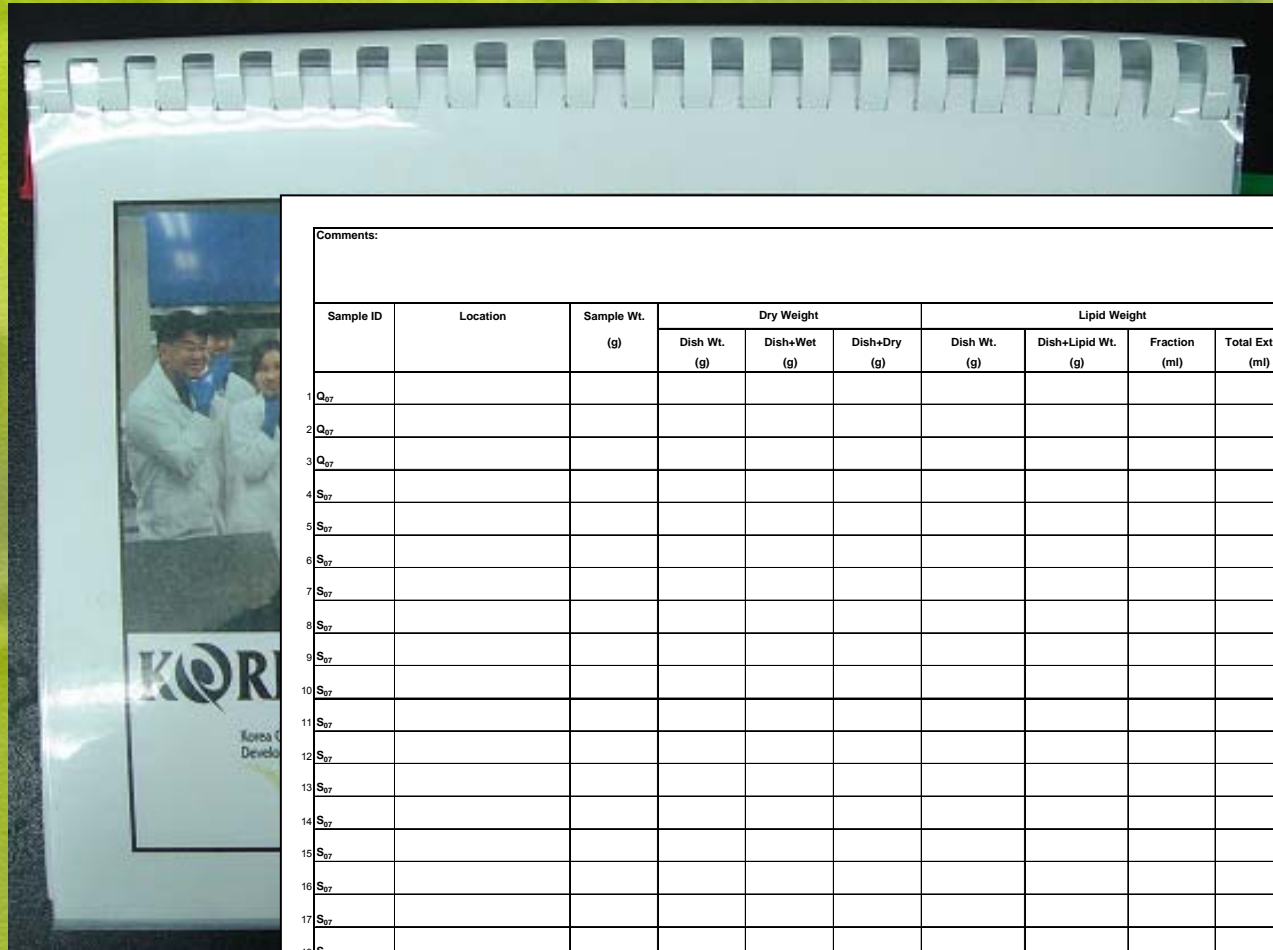 Comments:
Sample ID Location Sample Wt. Dry Weight Lipid Weight
(g) Dish Wt. Dish+Wet Dish+Dry Dish Wt. Dish+Lipid Wt. Fraction Total Ext
(g) (g) (g) (g) (g) (ml) (ml)
1 Q07
2 Q07
3 Q07
4 S07
5 S07
6 S07
7 S07
8 S07
9 S07
10 S07
11 S07
12 S07
13 S07
14 S07
15 S07
16 S07
17 S07
KOR
Korea
Develo